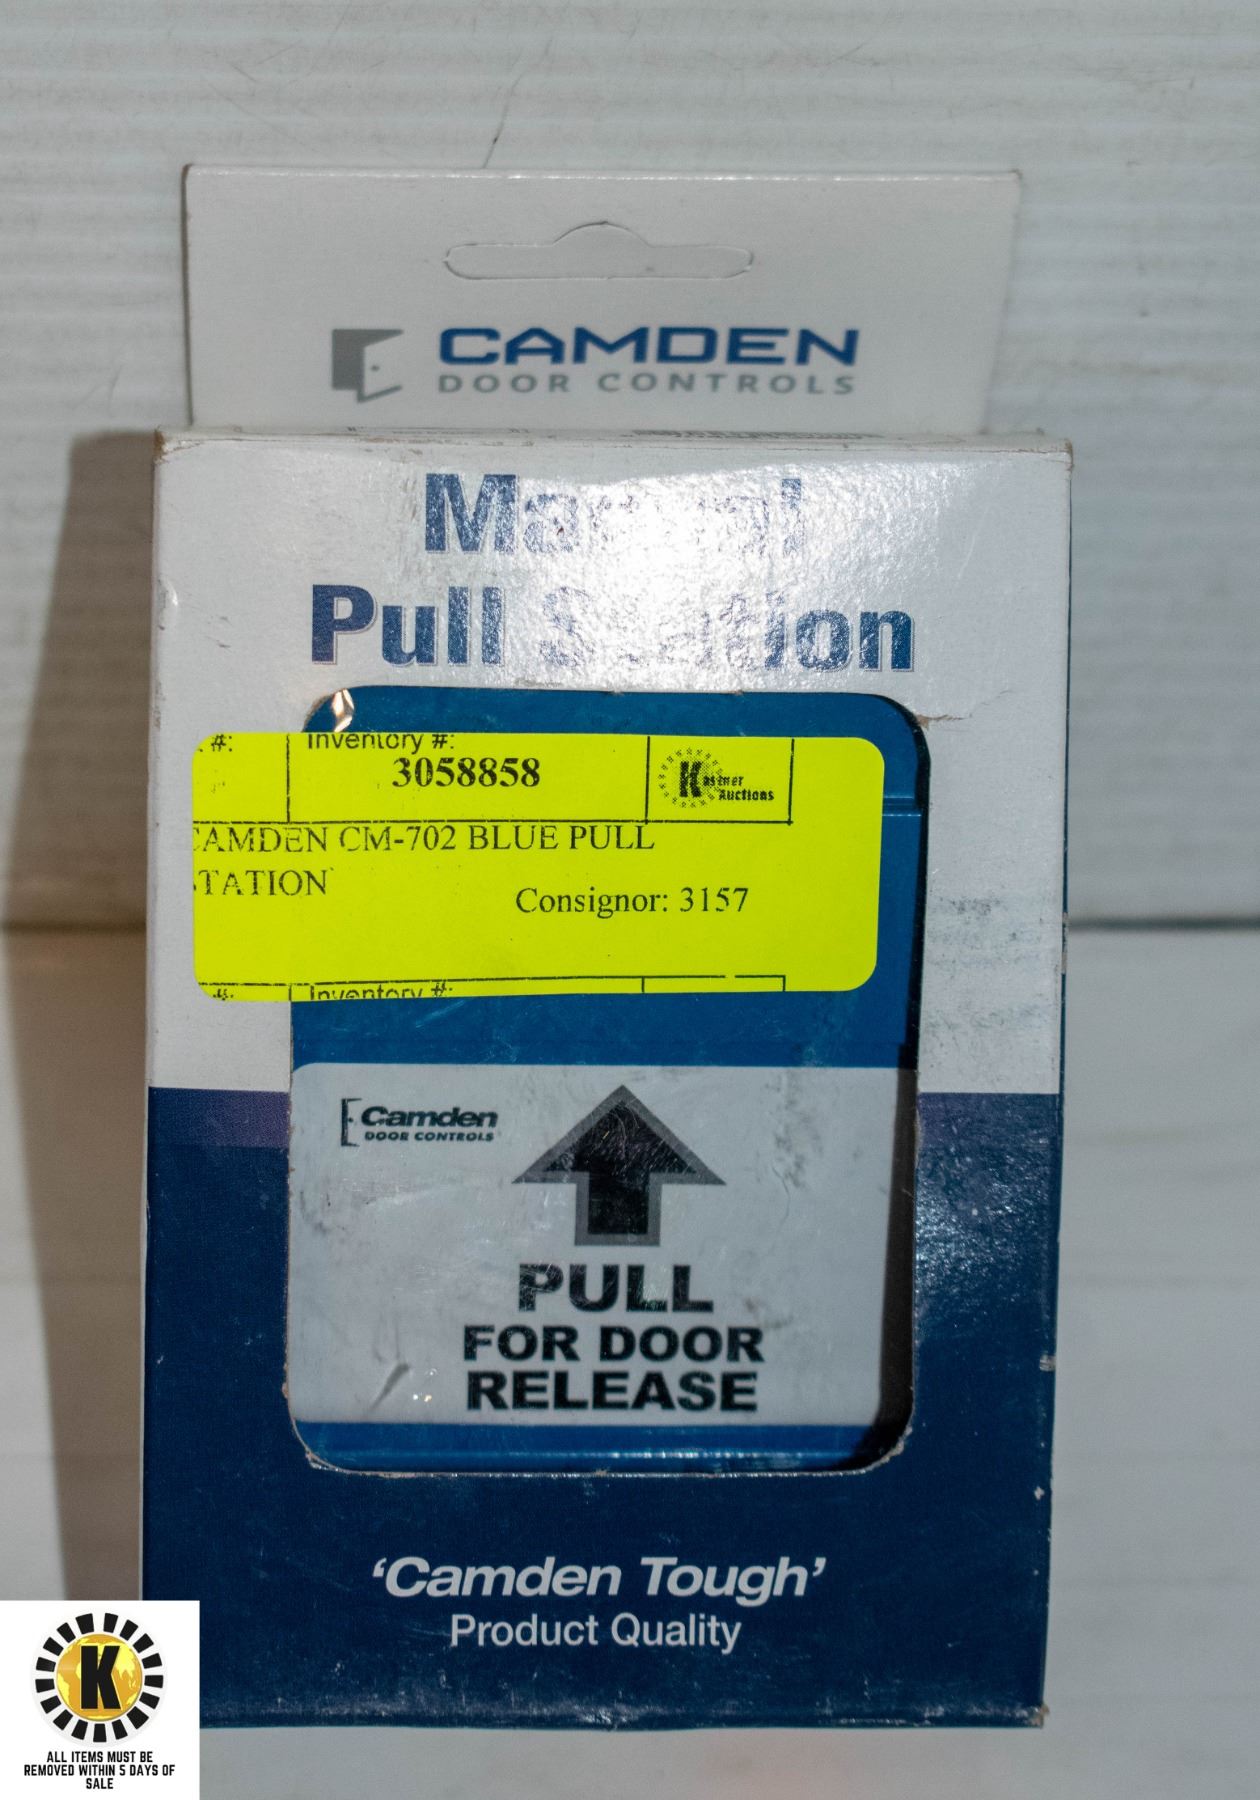 CAMDEN
DOOR CONTROLS
Manual
Pull Station
#:
Inventory #:
3058858
Kastner
Auctions
CAMDEN CM-702 BLUE PULL
STATION
Consignor: 3157
#:
Inventory #:
Camden
DOOR CONTROLS
PULL
FOR DOOR
RELEASE
'Camden Tough'
Product Quality
K
ALL ITEMS MUST BE
REMOVED WITHIN 5 DAYS OF
SALE